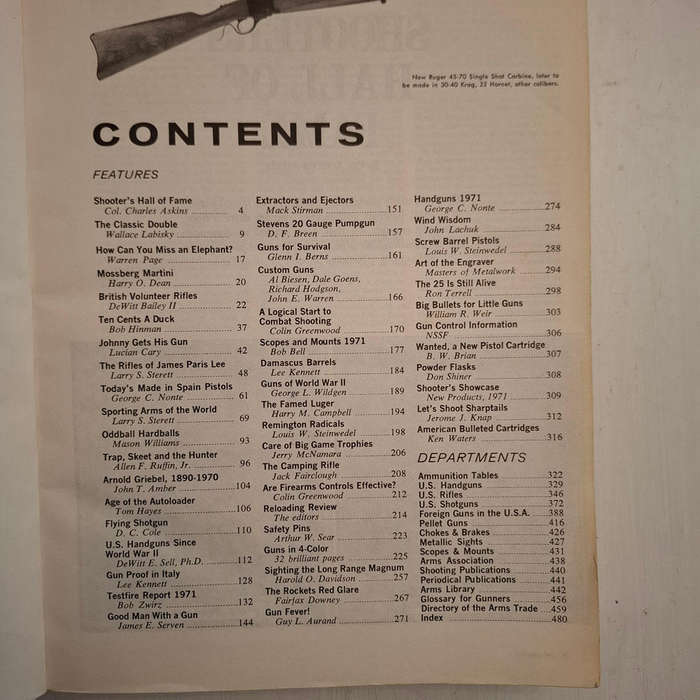 New Ruger 45-70 Single Shot Carbine, later to
be made in 30-40 Krag, 22 Hornet, other calibers.
CONTENTS
FEATURES
Shooter's Hall of Fame
Col. Charles Askins 4
The Classic Double
Wallace Labisky 9
How Can You Miss an Elephant?
Warren Page 17
Mossberg Martini
Harry O. Dean 20
British Volunteer Rifles
DeWitt Bailey II 22
Ten Cents A Duck
Bob Hinman 37
Johnny Gets His Gun
Lucian Cary 42
The Rifles of James Paris Lee
Larry S. Sterett 48
Today's Made in Spain Pistols
George C. Nonte 61
Sporting Arms of the World
Larry S. Sterett 69
Oddball Hardballs
Mason Williams 93
Trap, Skeet and the Hunter
Allen F. Ruffin, Jr. 96
Arnold Griebel, 1890-1970
John T. Amber 104
Age of the Autoloader
Tom Hayes 106
Flying Shotgun
D. C. Cole 110
U.S. Handguns Since
World War II
DeWitt E. Sell, Ph.D. 112
Gun Proof in Italy
Lee Kennett 128
Testfire Report 1971
Bob Zwirz 132
Good Man With a Gun
James E. Serven 144
Extractors and Ejectors
Mack Stirman 151
Stevens 20 Gauge Pumpgun
D. F. Breen 157
Guns for Survival
Glenn I. Berns 161
Custom Guns
Al Biesen, Dale Goens,
Richard Hodgson,
John E. Warren 166
A Logical Start to
Combat Shooting
Colin Greenwood 170
Scopes and Mounts 1971
Bob Bell 177
Damascus Barrels
Lee Kennett 184
Guns of World War II
George L. Wildgen 189
The Famed Luger
Harry M. Campbell 194
Remington Radicals
Louis W. Steinwedel 198
Care of Big Game Trophies
Jerry McNamara 206
The Camping Rifle
Jack Fairclough 208
Are Firearms Controls Effective?
Colin Greenwood 212
Reloading Review
The editors 214
Safety Pins
Arthur W. Sear 223
Guns in 4-Color
32 brilliant pages 225
Sighting the Long Range Magnum
Harold O. Davidson 257
The Rockets Red Glare
Fairfax Downey 267
Gun Fever!
Guy L. Aurand 271
Handguns 1971
George C. Nonte 274
Wind Wisdom
John Lachuk 284
Screw Barrel Pistols
Louis W. Steinwedel 288
Art of the Engraver
Masters of Metalwork 294
The 25 Is Still Alive
Ron Terrell 298
Big Bullets for Little Guns
William R. Weir 303
Gun Control Information
NSSF 306
Wanted, a New Pistol Cartridge
B. W. Brian 307
Powder Flasks
Don Shiner 308
Shooter's Showcase
New Products, 1971 309
Let's Shoot Sharptails
Jerome J. Knap 312
American Bulleted Cartridges
Ken Waters 316
DEPARTMENTS
Ammunition Tables 322
U.S. Handguns 329
U.S. Rifles 346
U.S. Shotguns 372
Foreign Guns in the U.S.A. 388
Pellet Guns 416
Chokes & Brakes 426
Metallic Sights 427
Scopes & Mounts 431
Arms Association 438
Shooting Publications 440
Periodical Publications 441
Arms Library 442
Glossary for Gunners 456
Directory of the Arms Trade 459
Index 480